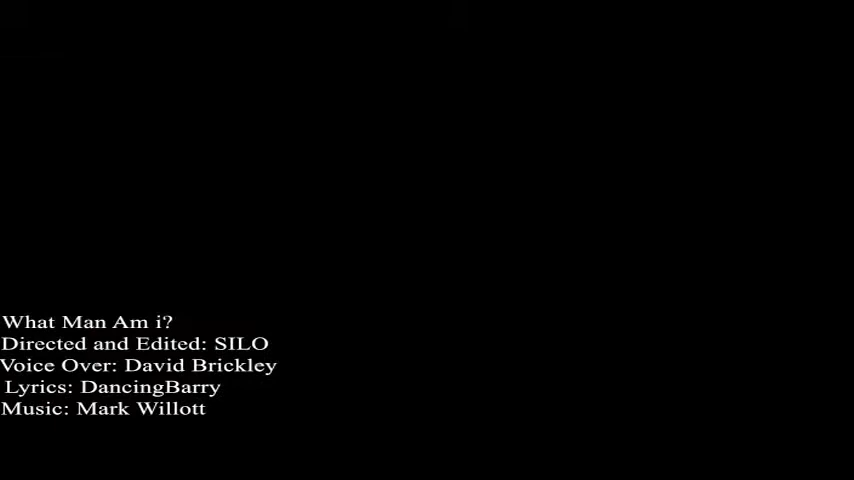 What Man Am i?
Directed and Edited: SILO
Voice Over: David Brickley
Lyrics: DancingBarry
Music: Mark Willott